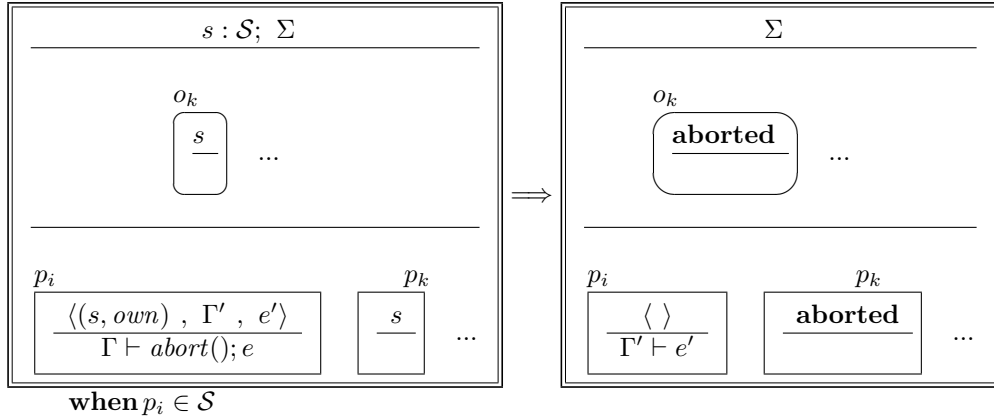 s : 𝒮; Σ ⟹ Σ
o_k o_k
s ... aborted ...
p_i p_k p_i p_k
⟨(s, own) , Γ′ , e′⟩ s ... ⟨ ⟩ aborted ...
Γ ⊢ abort(); e Γ′ ⊢ e′
when p_i ∈ 𝒮